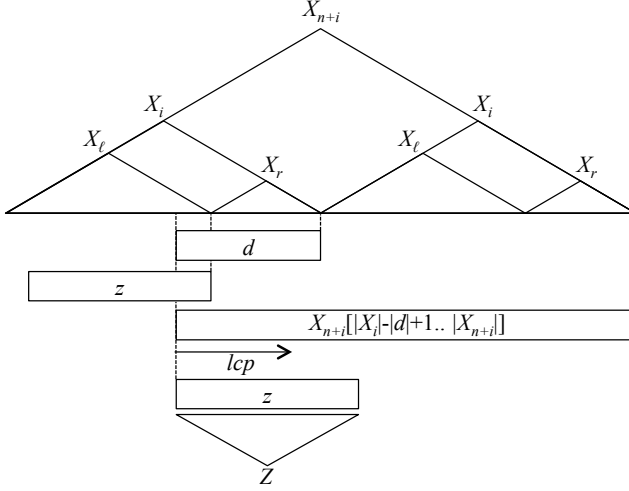 X_{n+i}
X_i X_i
X_ℓ X_r X_ℓ X_r
d
z
X_{n+i}[|X_i|-|d|+1.. |X_{n+i}|]
lcp
z
Z